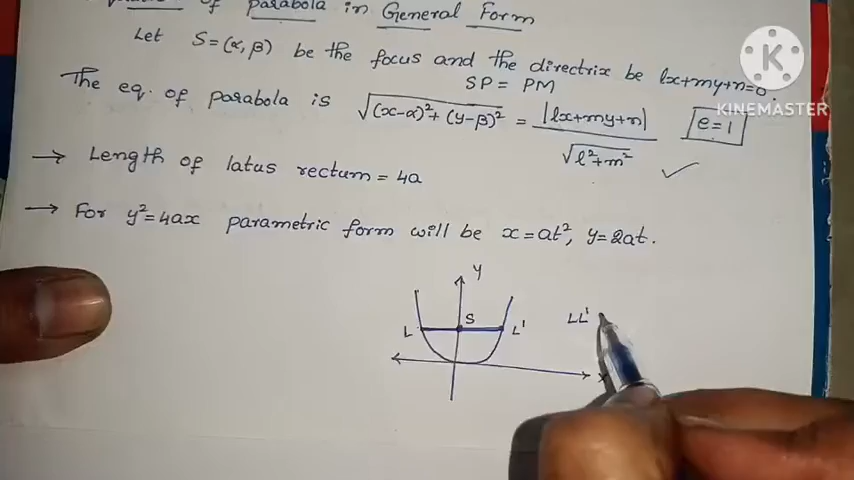 of parabola in General Form
Let S=(α, β) be the focus and the directrix be lx+my+n=0.
SP = PM
The eq. of parabola is √(x-α)²+(y-β)² = |lx+my+n| / √l²+m² e=1
→ Length of latus rectum = 4a
→ For y²=4ax parametric form will be x=at², y=2at.
y
L S L'
LL'
x
K
KINEMASTER